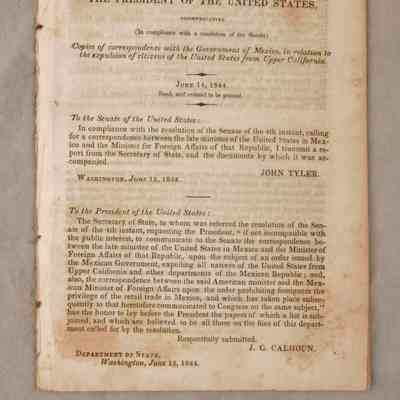 THE PRESIDENT OF THE UNITED STATES,
COMMUNICATING
(In compliance with a resolution of the Senate)
Copies of correspondence with the Government of Mexico, in relation to
the expulsion of citizens of the United States from Upper California.
JUNE 14, 1844.
Read, and ordered to be printed.
To the Senate of the United States:
In compliance with the resolution of the Senate of the 4th instant, calling
for a correspondence between the late minister of the United States in Mex-
ico and the Minister for Foreign Affairs of that Republic, I transmit a re-
port from the Secretary of State, and the documents by which it was ac-
companied.
JOHN TYLER.
WASHINGTON, June 13, 1844.
To the President of the United States:
The Secretary of State, to whom was referred the resolution of the Sen-
ate of the 4th instant, requesting the President, "if not incompatible with
the public interest, to communicate to the Senate the correspondence be-
tween the late minister of the United States in Mexico and the Minister of
Foreign Affairs of that Republic, upon the subject of an order issued by
the Mexican Government, expelling all natives of the United States from
Upper California and other departments of the Mexican Republic; and,
also, the correspondence between the said American minister and the Mex-
ican Minister of Foreign Affairs upon the order prohibiting foreigners the
privilege of the retail trade in Mexico, and which has taken place subse-
quently to that heretofore communicated to Congress on the same subject,"
has the honor to lay before the President the papers of which a list is sub-
joined, and which are believed to be all those on the files of this depart-
ment called for by the resolution.
Respectfully submitted.
J. C. CALHOUN.
DEPARTMENT OF STATE,
Washington, June 12, 1844.